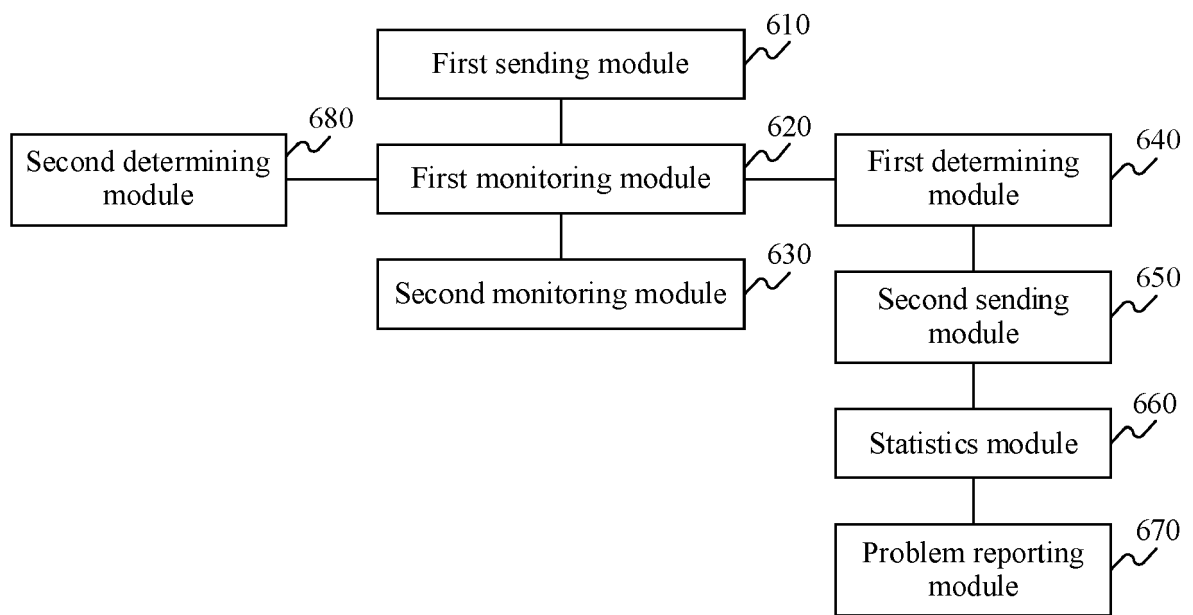 610
First sending module
680
620
640
Second determining
module
First monitoring module
First determining
module
630
Second monitoring module
650
Second sending
module
660
Statistics module
670
Problem reporting
module